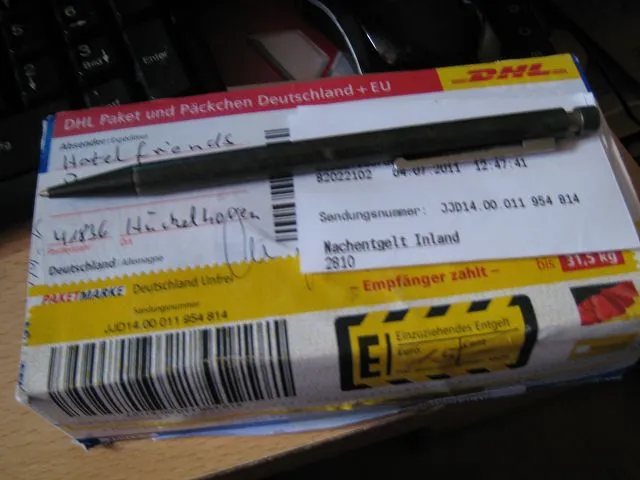 Enter
DHL Paket und Päckchen Deutschland + EU
DHL
Absender/Expéditeur
Hotel friends
41836 Hückelhoven
Deutschland/Allemagne
82022102 04.07.2011 12:47:41
Sendungsnummer: JJD14.00.011 954 814
Nachentgelt Inland
2810
PAKETMARKE Deutschland Unfrei
– Empfänger zahlt –
bis 31,5 kg
Sendungsnummer
JJD14.00 011 954 814
E
Einzuziehendes Entgelt
Euro Cent